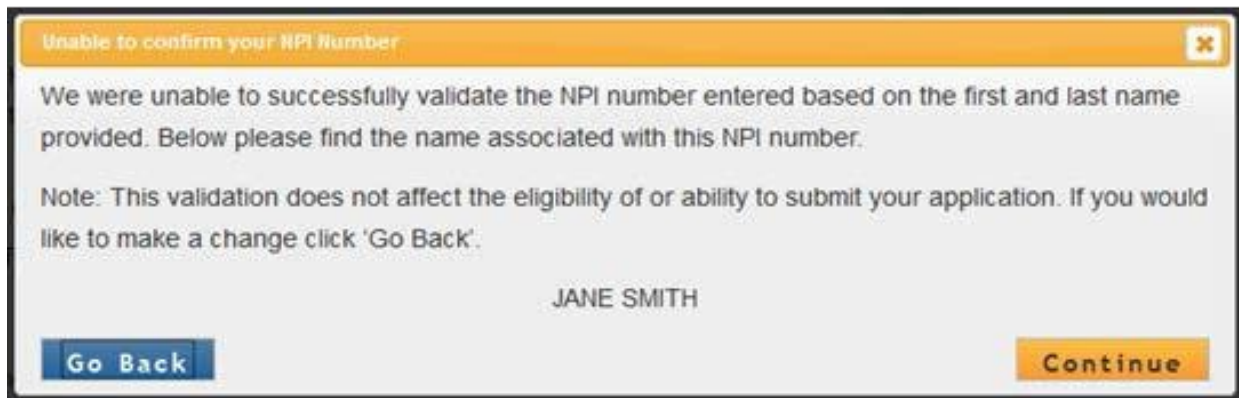 Unable to confirm your NPI Number
We were unable to successfully validate the NPI number entered based on the first and last name
provided. Below please find the name associated with this NPI number.
Note: This validation does not affect the eligibility of or ability to submit your application. If you would
like to make a change click 'Go Back'.
JANE SMITH
Go Back
Continue